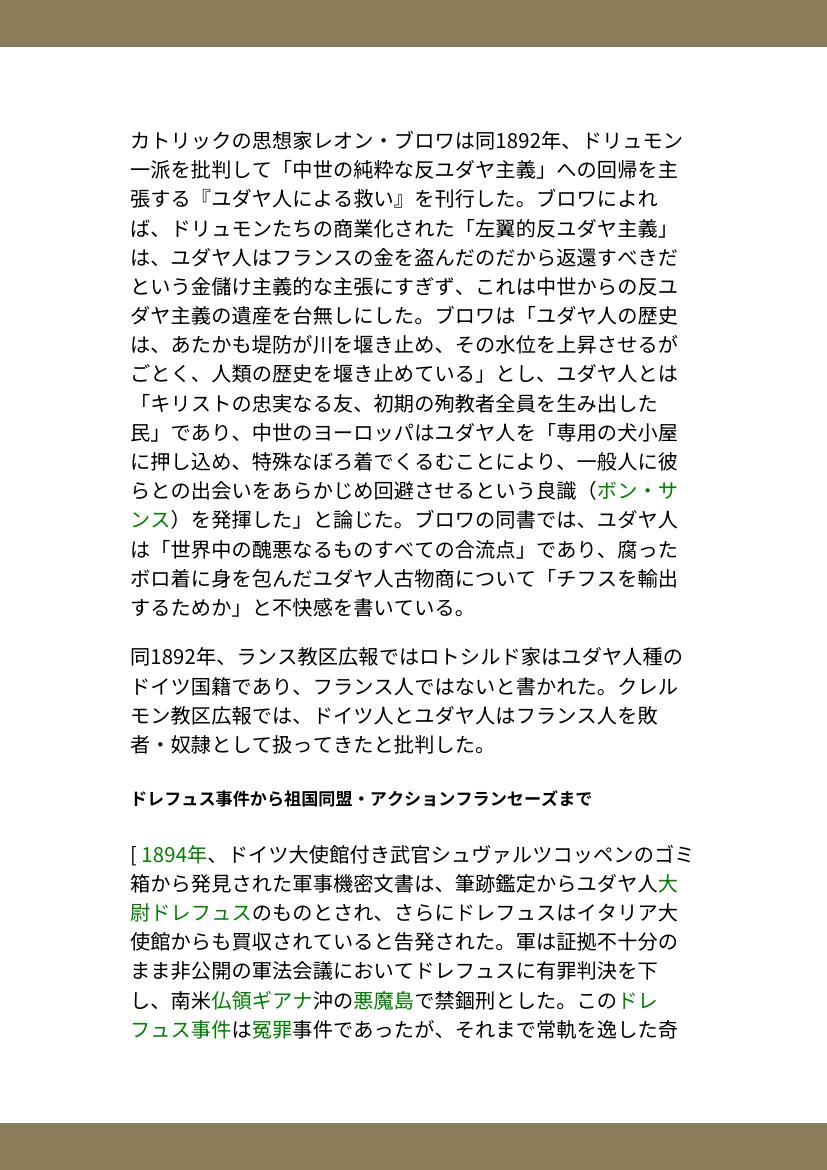 カトリックの思想家レオン・ブロワは同1892年、ドリュモン
一派を批判して「中世の純粋な反ユダヤ主義」への回帰を主
張する『ユダヤ人による救い』を刊行した。ブロワによれ
ば、ドリュモンたちの商業化された「左翼的反ユダヤ主義」
は、ユダヤ人はフランスの金を盗んだのだから返還すべきだ
という金儲け主義的な主張にすぎず、これは中世からの反ユ
ダヤ主義の遺産を台無しにした。ブロワは「ユダヤ人の歴史
は、あたかも堤防が川を堰き止め、その水位を上昇させるが
ごとく、人類の歴史を堰き止めている」とし、ユダヤ人とは
「キリストの忠実なる友、初期の殉教者全員を生み出した
民」であり、中世のヨーロッパはユダヤ人を「専用の犬小屋
に押し込め、特殊なぼろ着でくるむことにより、一般人に彼
らとの出会いをあらかじめ回避させるという良識（ボン・サ
ンス）を発揮した」と論じた。ブロワの同書では、ユダヤ人
は「世界中の醜悪なるものすべての合流点」であり、腐った
ボロ着に身を包んだユダヤ人古物商について「チフスを輸出
するためか」と不快感を書いている。
同1892年、ランス教区広報ではロトシルド家はユダヤ人種の
ドイツ国籍であり、フランス人ではないと書かれた。クレル
モン教区広報では、ドイツ人とユダヤ人はフランス人を敗
者・奴隷として扱ってきたと批判した。
ドレフュス事件から祖国同盟・アクションフランセーズまで
[ 1894年、ドイツ大使館付き武官シュヴァルツコッペンのゴミ
箱から発見された軍事機密文書は、筆跡鑑定からユダヤ人大
尉ドレフュスのものとされ、さらにドレフュスはイタリア大
使館からも買収されていると告発された。軍は証拠不十分の
まま非公開の軍法会議においてドレフュスに有罪判決を下
し、南米仏領ギアナ沖の悪魔島で禁錮刑とした。このドレ
フュス事件は冤罪事件であったが、それまで常軌を逸した奇